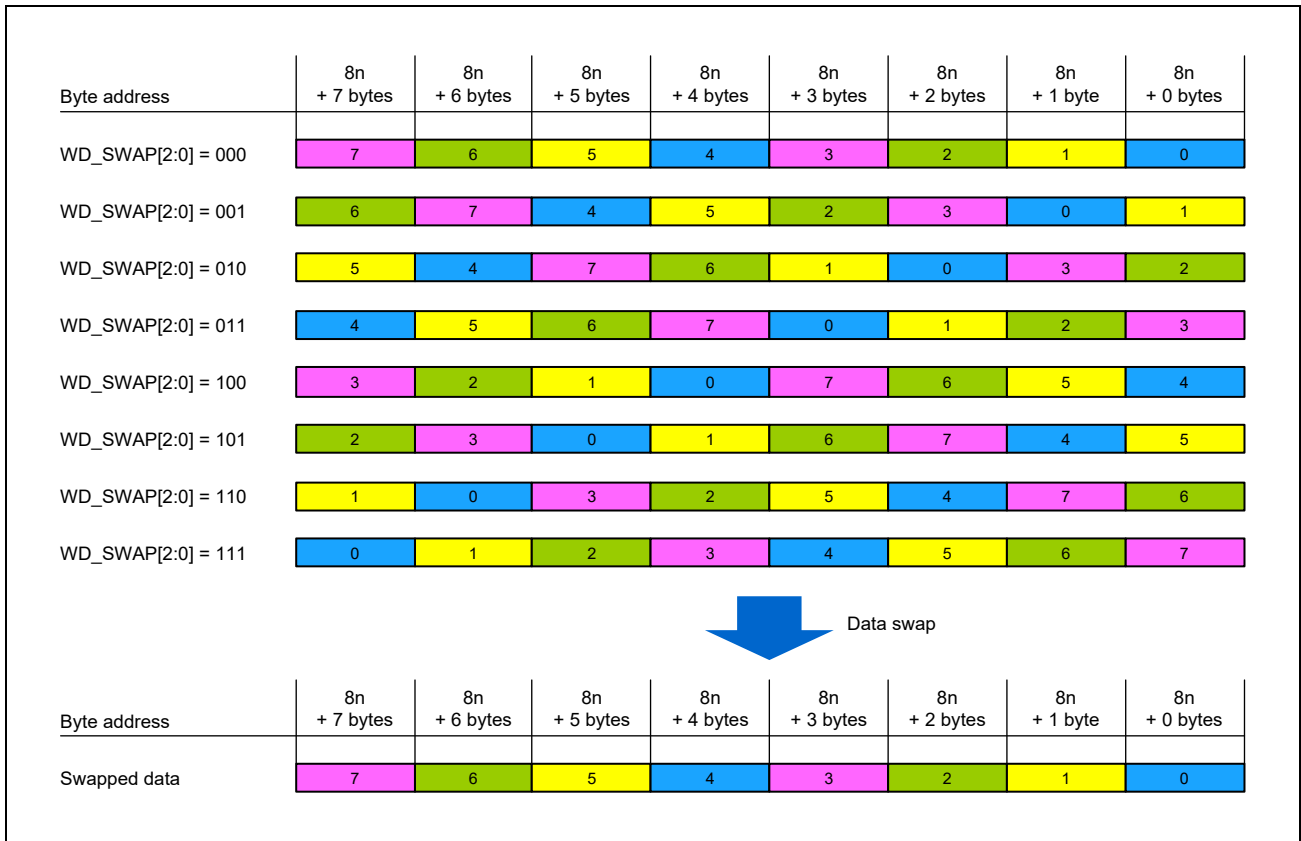 8n 8n 8n 8n 8n 8n 8n 8n
Byte address + 7 bytes + 6 bytes + 5 bytes + 4 bytes + 3 bytes + 2 bytes + 1 byte + 0 bytes
WD_SWAP[2:0] = 000 7 6 5 4 3 2 1 0
WD_SWAP[2:0] = 001 6 7 4 5 2 3 0 1
WD_SWAP[2:0] = 010 5 4 7 6 1 0 3 2
WD_SWAP[2:0] = 011 4 5 6 7 0 1 2 3
WD_SWAP[2:0] = 100 3 2 1 0 7 6 5 4
WD_SWAP[2:0] = 101 2 3 0 1 6 7 4 5
WD_SWAP[2:0] = 110 1 0 3 2 5 4 7 6
WD_SWAP[2:0] = 111 0 1 2 3 4 5 6 7
Data swap
8n 8n 8n 8n 8n 8n 8n 8n
Byte address + 7 bytes + 6 bytes + 5 bytes + 4 bytes + 3 bytes + 2 bytes + 1 byte + 0 bytes
Swapped data 7 6 5 4 3 2 1 0